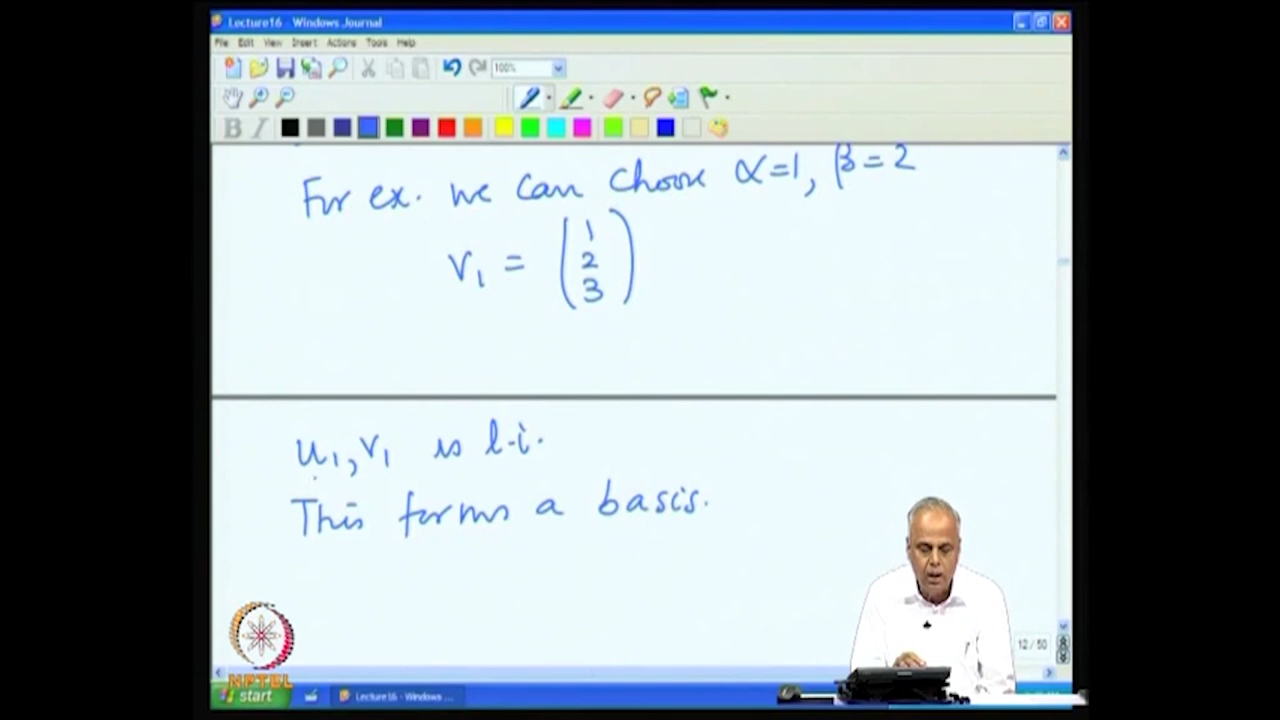 Lecture16 - Windows Journal
File Edit View Insert Actions Tools Help
100%
B I
For ex. we can choose α=1, β=2
v₁ = (1
2
3)
u₁, v₁ is l.i.
This forms a basis.
12 / 50
NPTEL
start Lecture16 - Windows ...